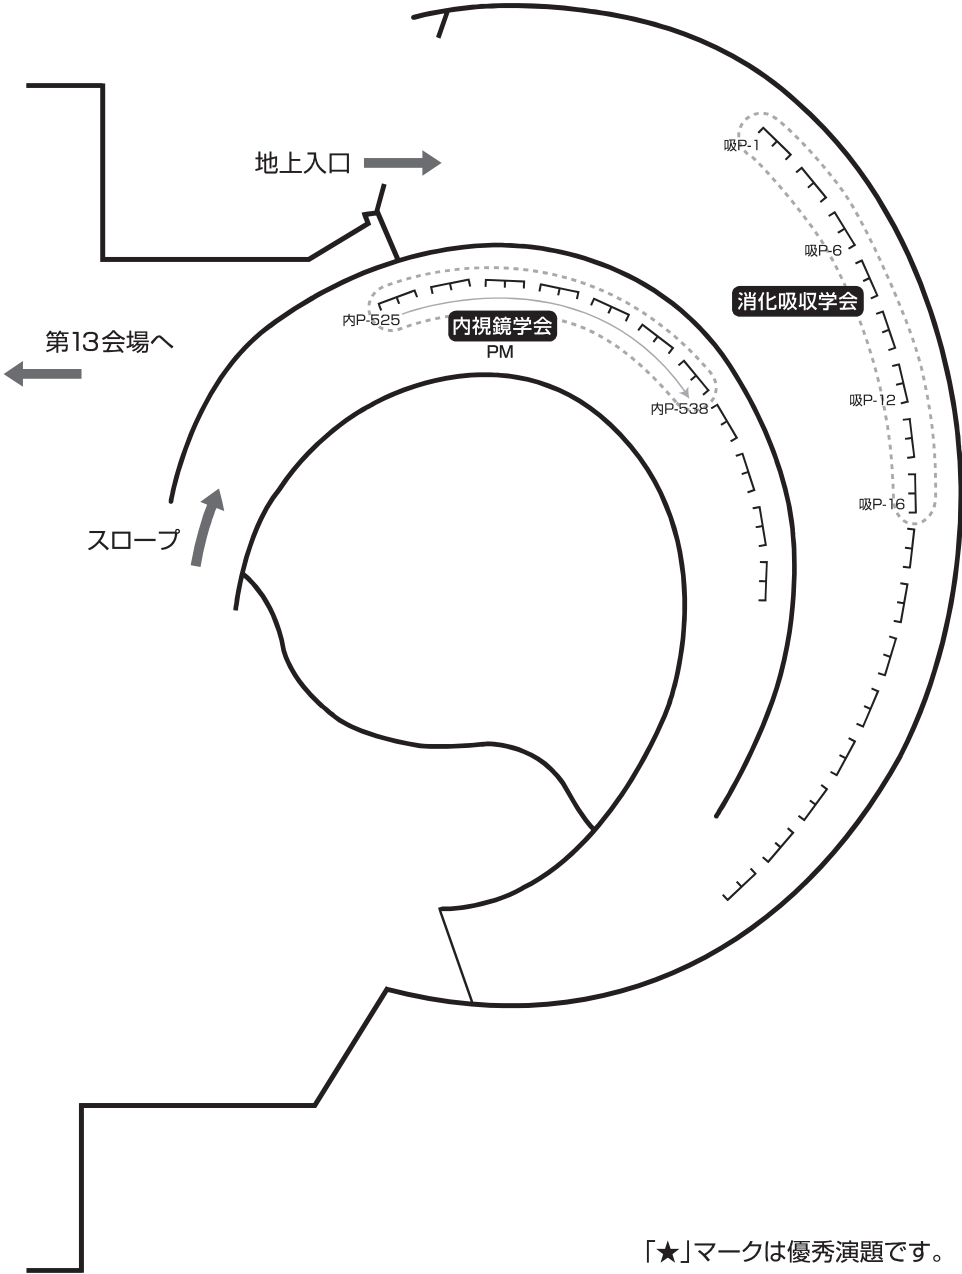 吸P-1
地上入口
吸P-6
消化吸収学会
内P-525
内視鏡学会
PM
第13会場へ
吸P-12
内P-538
吸P-16
スロープ
「★」マークは優秀演題です。